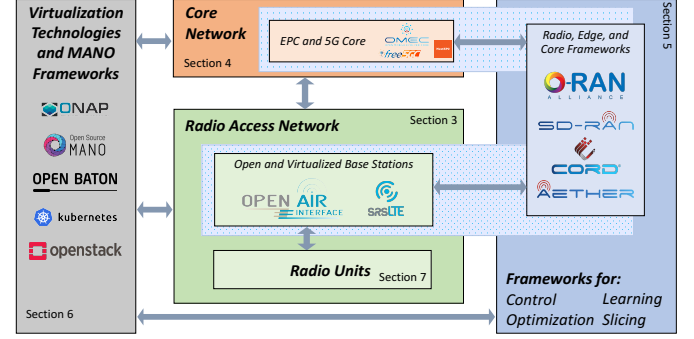 Virtualization
Technologies
and MANO
Frameworks
ONAP
Open Source
MANO
OPEN BATON
kubernetes
openstack
Section 6
Core
Network
Section 4
EPC and 5G Core
OMEC
free5GC
Radio Access Network
Section 3
Open and Virtualized Base Stations
OPEN AIR
INTERFACE
srsLTE
Radio Units
Section 7
Section 5
Radio, Edge, and
Core Frameworks
O-RAN
ALLIANCE
SD-RAN
CORD
AETHER
Frameworks for:
Control Learning
Optimization Slicing